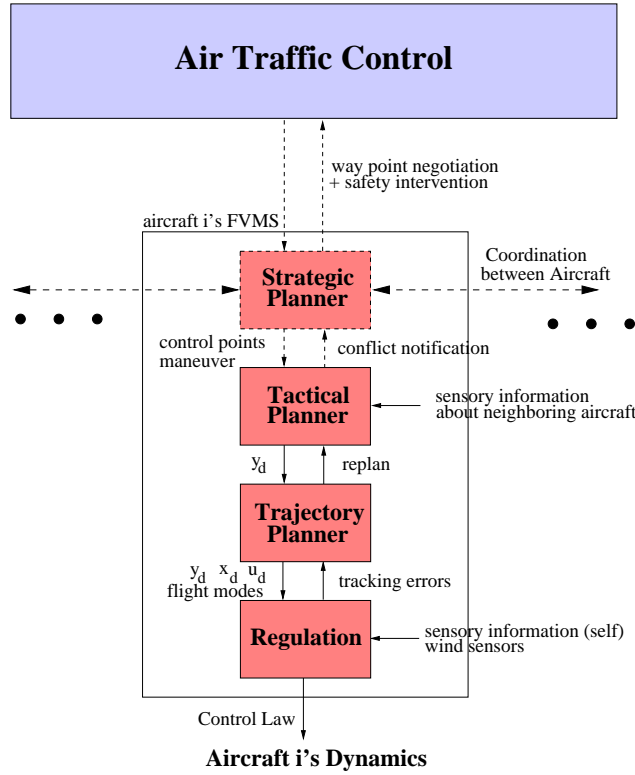 Air Traffic Control
way point negotiation
+ safety intervention
aircraft i's FVMS
Strategic
Planner
Coordination
between Aircraft
control points
maneuver
conflict notification
Tactical
Planner
sensory information
about neighboring aircraft
y_d
replan
Trajectory
Planner
y_d x_d u_d
flight modes
tracking errors
Regulation
sensory information (self)
wind sensors
Control Law
Aircraft i's Dynamics